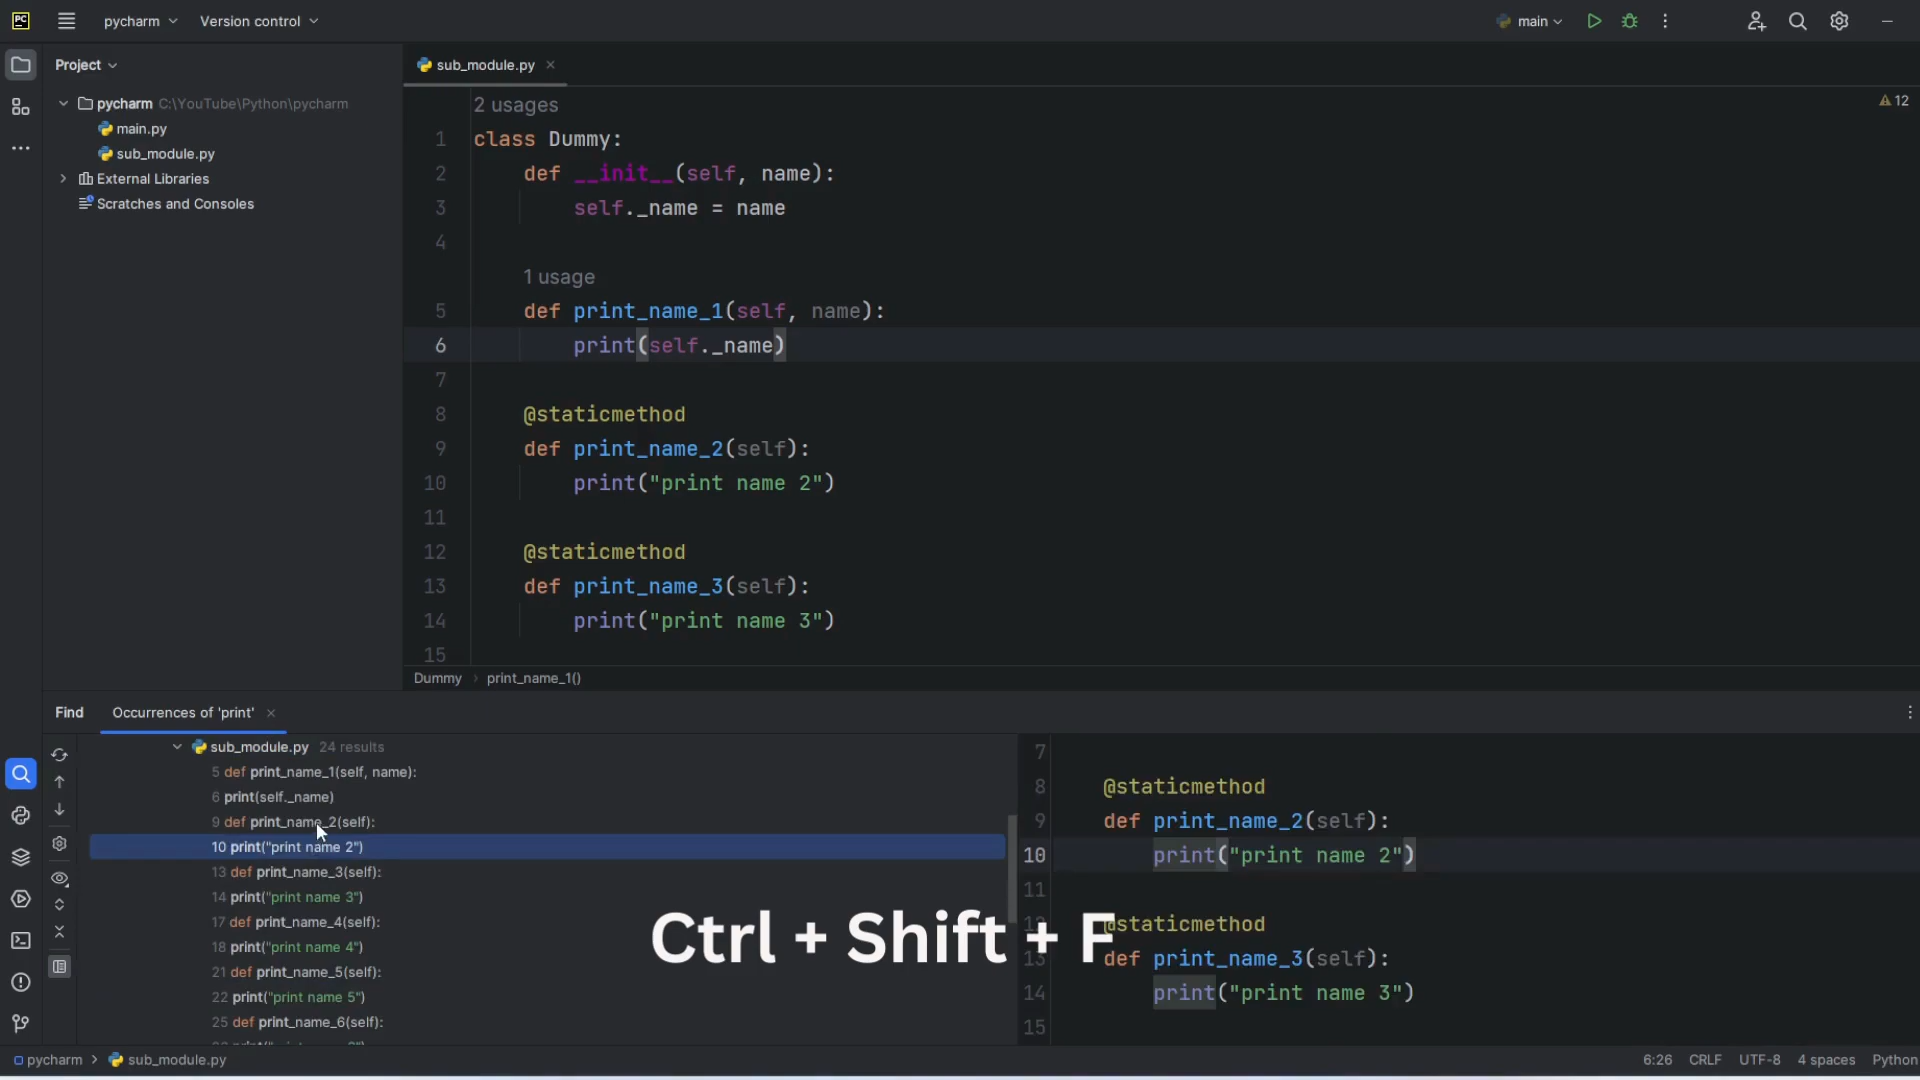 PC pycharm Version control main
Project
pycharm C:\YouTube\Python\pycharm
main.py
sub_module.py
External Libraries
Scratches and Consoles
sub_module.py
12
2 usages
1 class Dummy:
2 def __init__(self, name):
3 self._name = name
4
1 usage
5 def print_name_1(self, name):
6 print(self._name)
7
8 @staticmethod
9 def print_name_2(self):
10 print("print name 2")
11
12 @staticmethod
13 def print_name_3(self):
14 print("print name 3")
15
Dummy print_name_1()
Find Occurrences of 'print'
sub_module.py 24 results
5 def print_name_1(self, name):
6 print(self._name)
9 def print_name_2(self):
10 print("print name 2")
13 def print_name_3(self):
14 print("print name 3")
17 def print_name_4(self):
18 print("print name 4")
21 def print_name_5(self):
22 print("print name 5")
25 def print_name_6(self):
7
8 @staticmethod
9 def print_name_2(self):
10 print("print name 2")
11
12 @staticmethod
13 def print_name_3(self):
14 print("print name 3")
15
Ctrl + Shift + F
pycharm sub_module.py 6:26 CRLF UTF-8 4 spaces Python